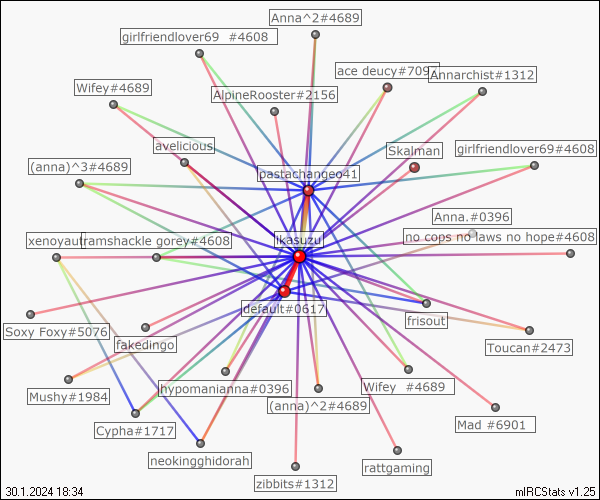 Anna^2#4689
girlfriendlover69 #4608
ace deucy#709
Annarchist#1312
Wifey#4689
AlpineRooster#2156
avelicious
Skalman
girlfriendlover69#4608
(anna)^3#4689
pastachangeo41
Anna.#0396
xenoyaut
ramshackle gorey#4608
ikasuzu
no cops no laws no hope#4608
default#0617
frisout
Soxy Foxy#5076
fakedingo
Toucan#2473
Mushy#1984
hypomanianna#0396
Wifey #4689
(anna)^2#4689
Cypha#1717
Mad #6901
neokingghidorah
rattgaming
zibbits#1312
30.1.2024 18:34
mIRCStats v1.25